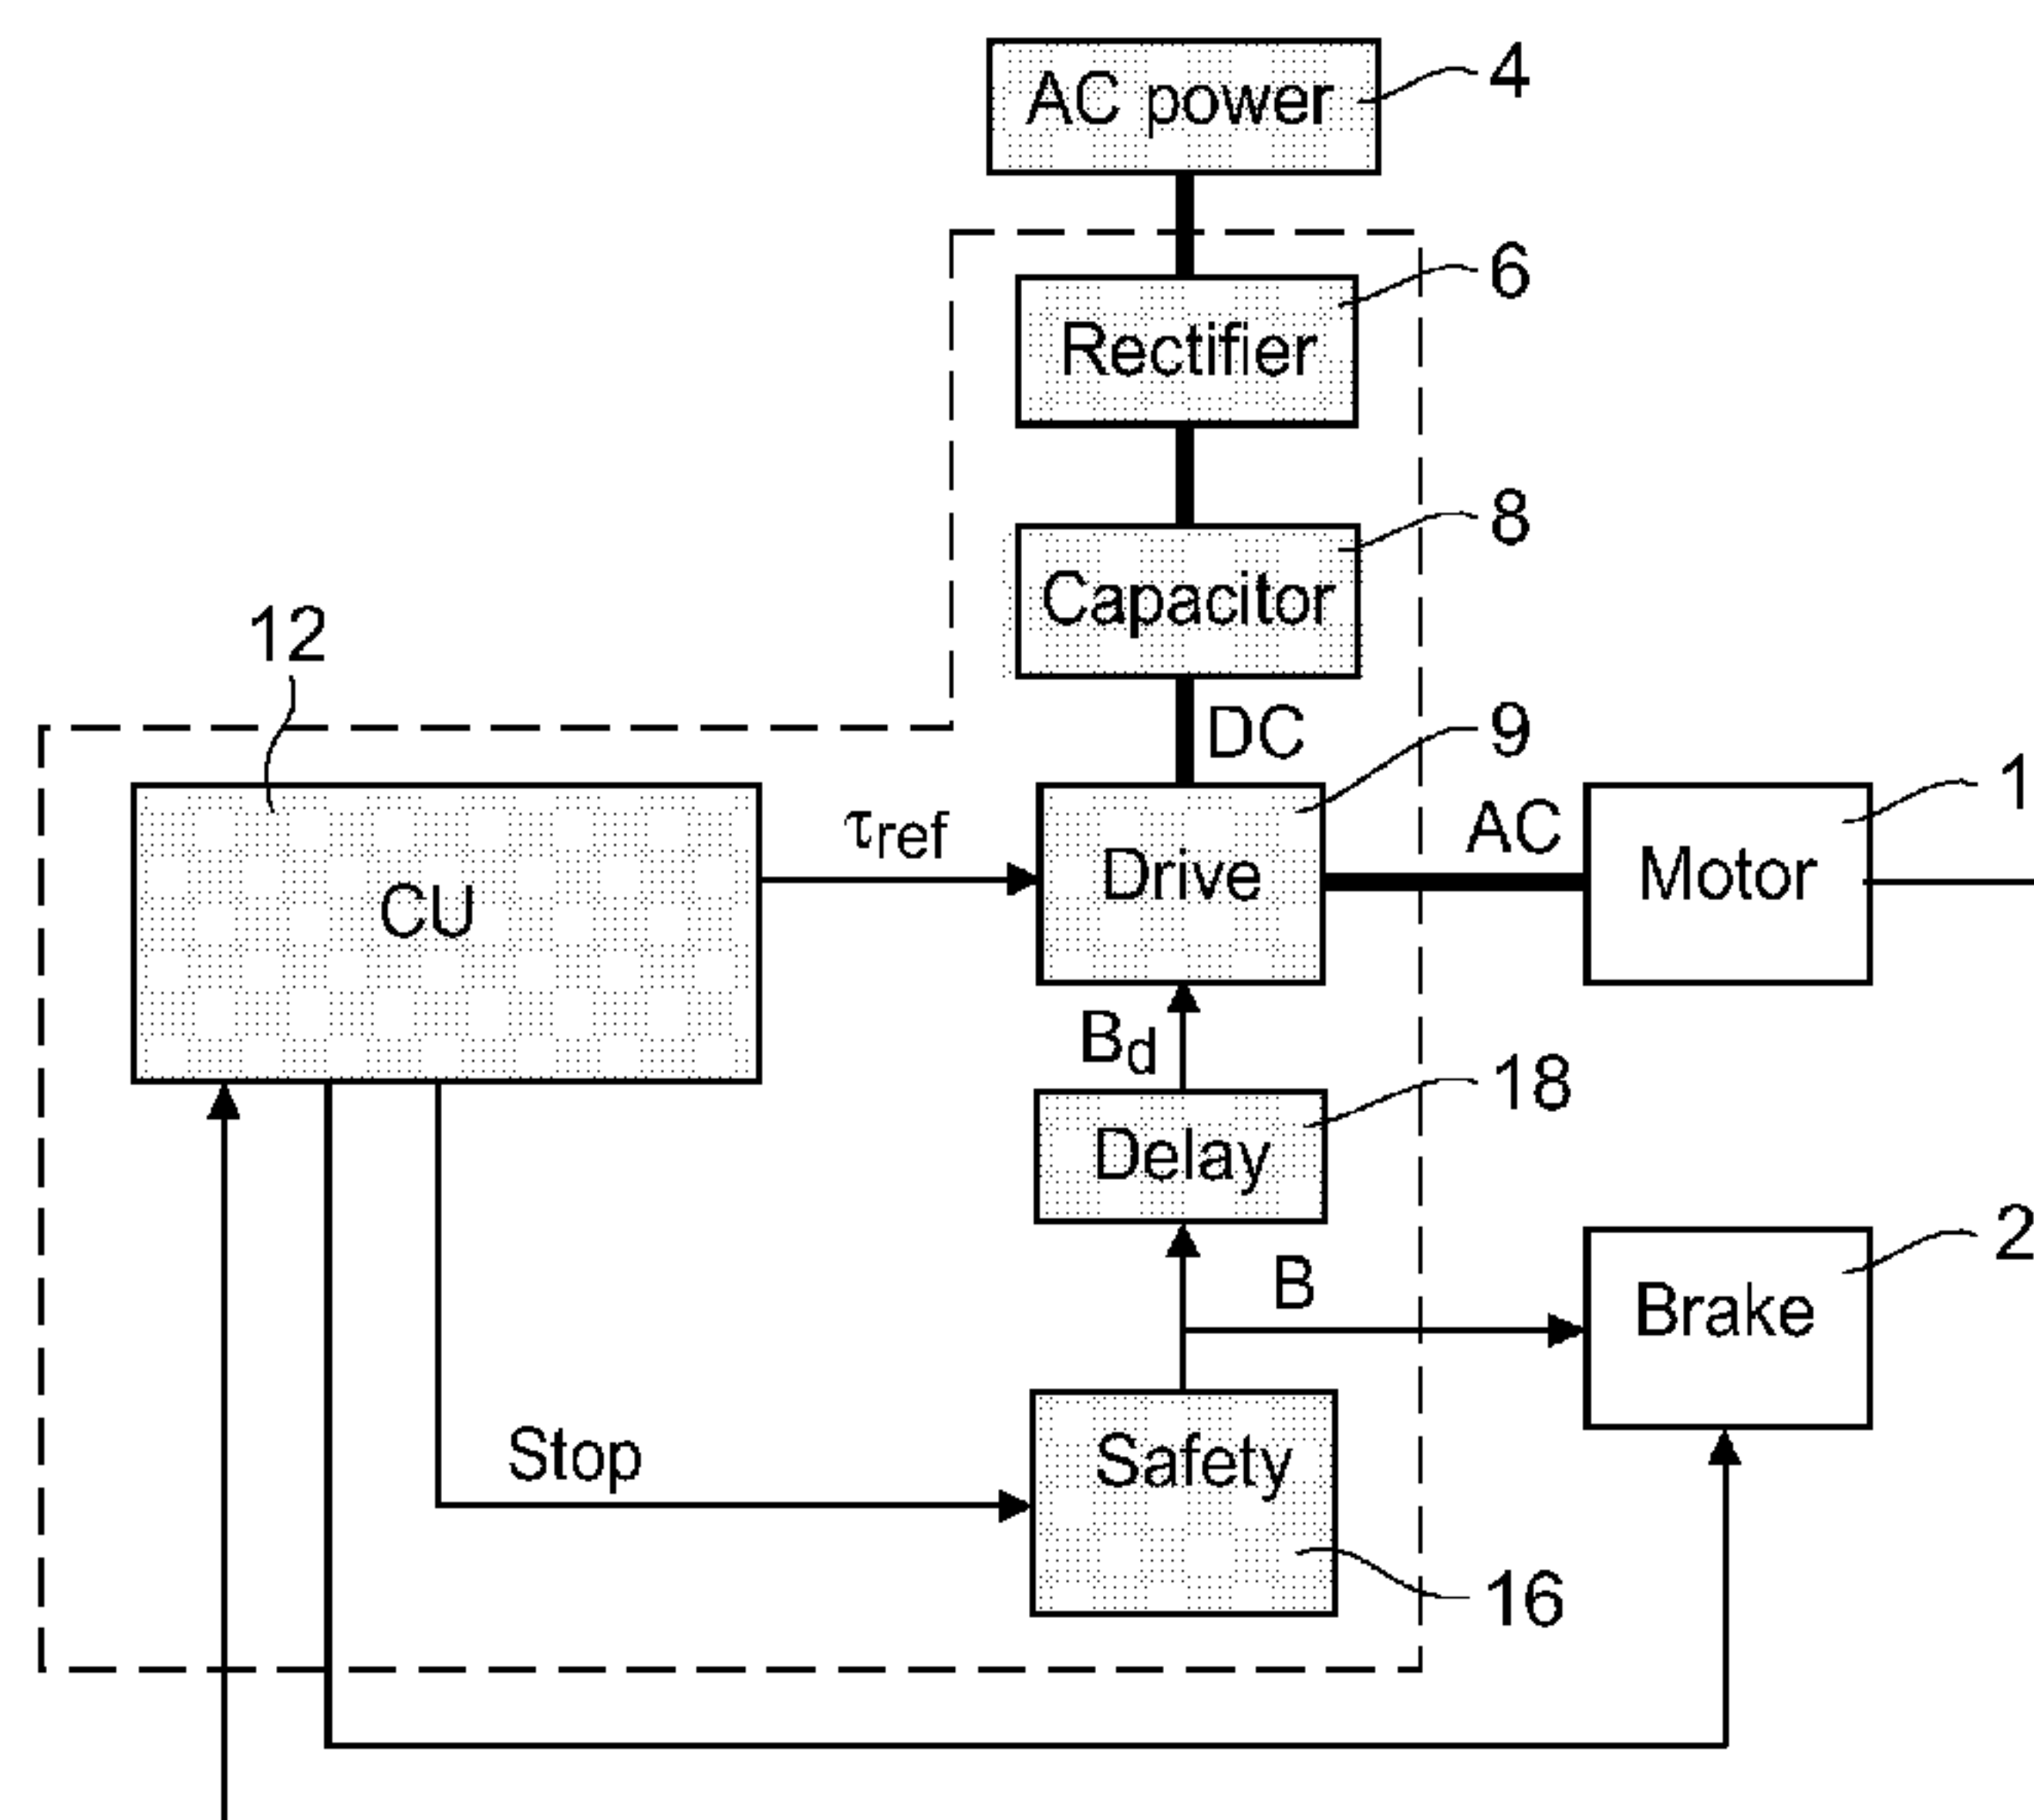 AC power
4
Rectifier
6
Capacitor
8
12
DC
9
1
CU
τref
Drive
AC
Motor
Bd
18
Delay
2
B
Brake
Stop
Safety
16